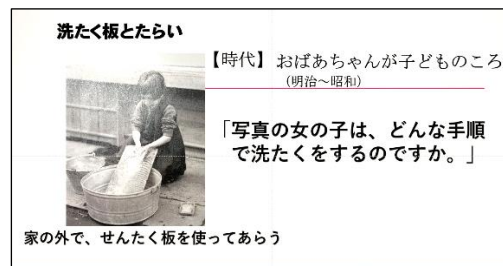 洗たく板とたらい
【時代】おばあちゃんが子どものころ
(明治〜昭和)
「写真の女の子は、どんな手順
で洗たくをするのですか。」
家の外で、せんたく板を使ってあらう